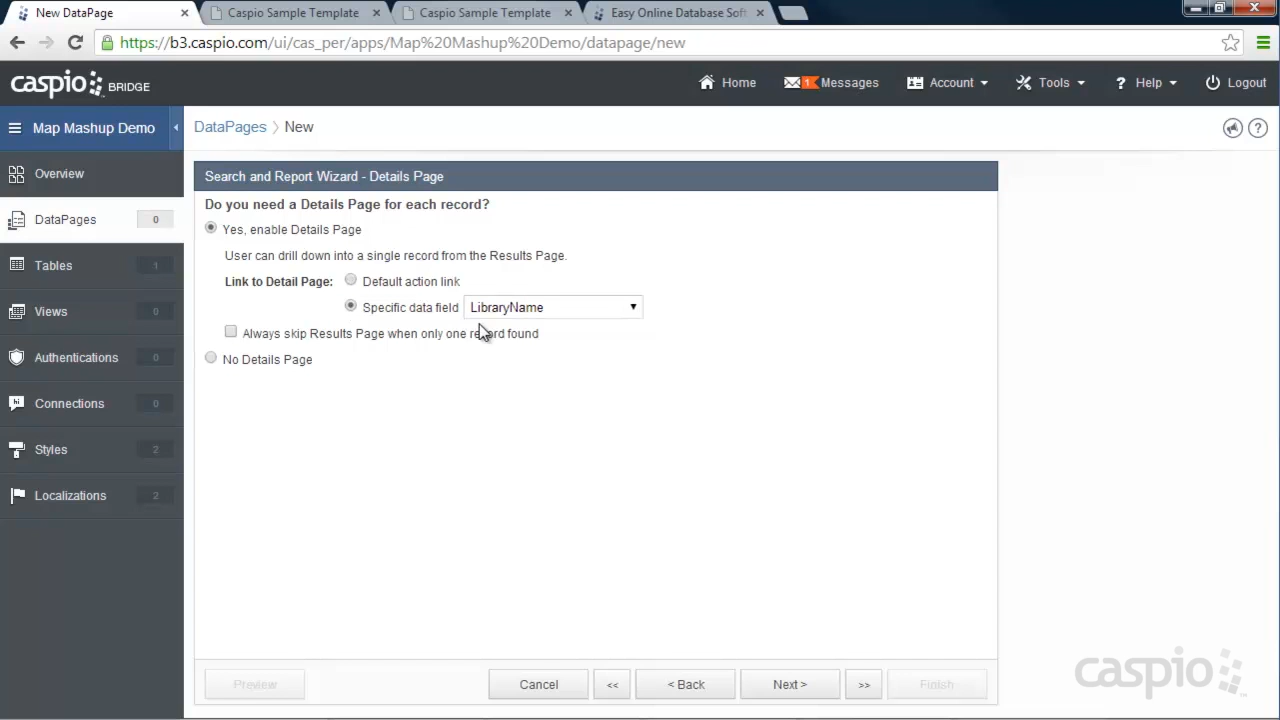 New DataPage
Caspio Sample Template
Caspio Sample Template
Easy Online Database Soft
https://b3.caspio.com/ui/cas_per/apps/Map%20Mashup%20Demo/datapage/new
caspio BRIDGE
Home
1 Messages
Account
Tools
? Help
Logout
Map Mashup Demo
DataPages 〉 New
?
Overview
DataPages 0
Tables 1
Views 0
Authentications 0
hi Connections 0
Styles 2
Localizations 2
Search and Report Wizard - Details Page
Do you need a Details Page for each record?
Yes, enable Details Page
User can drill down into a single record from the Results Page.
Link to Detail Page: Default action link
Specific data field LibraryName
Always skip Results Page when only one record found
No Details Page
Preview
Cancel
<<
< Back
Next >
>>
Finish
caspio